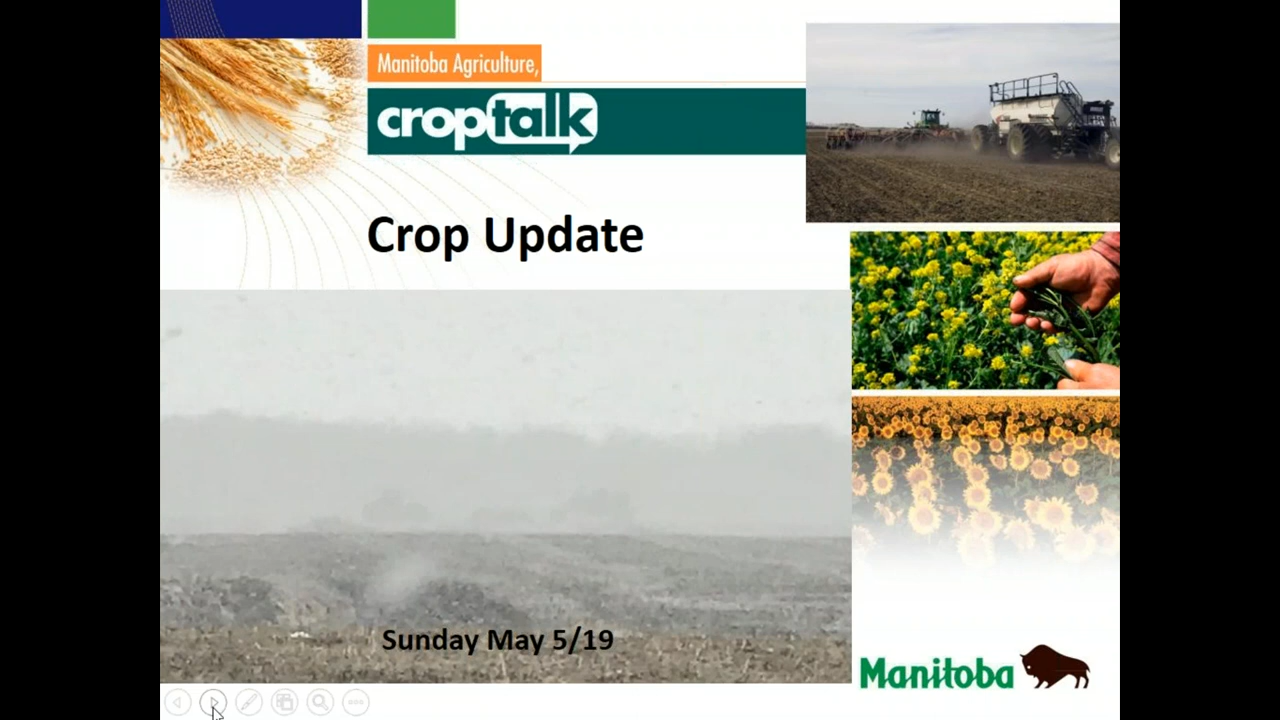 Manitoba Agriculture,
croptalk
Crop Update
Sunday May 5/19
Manitoba